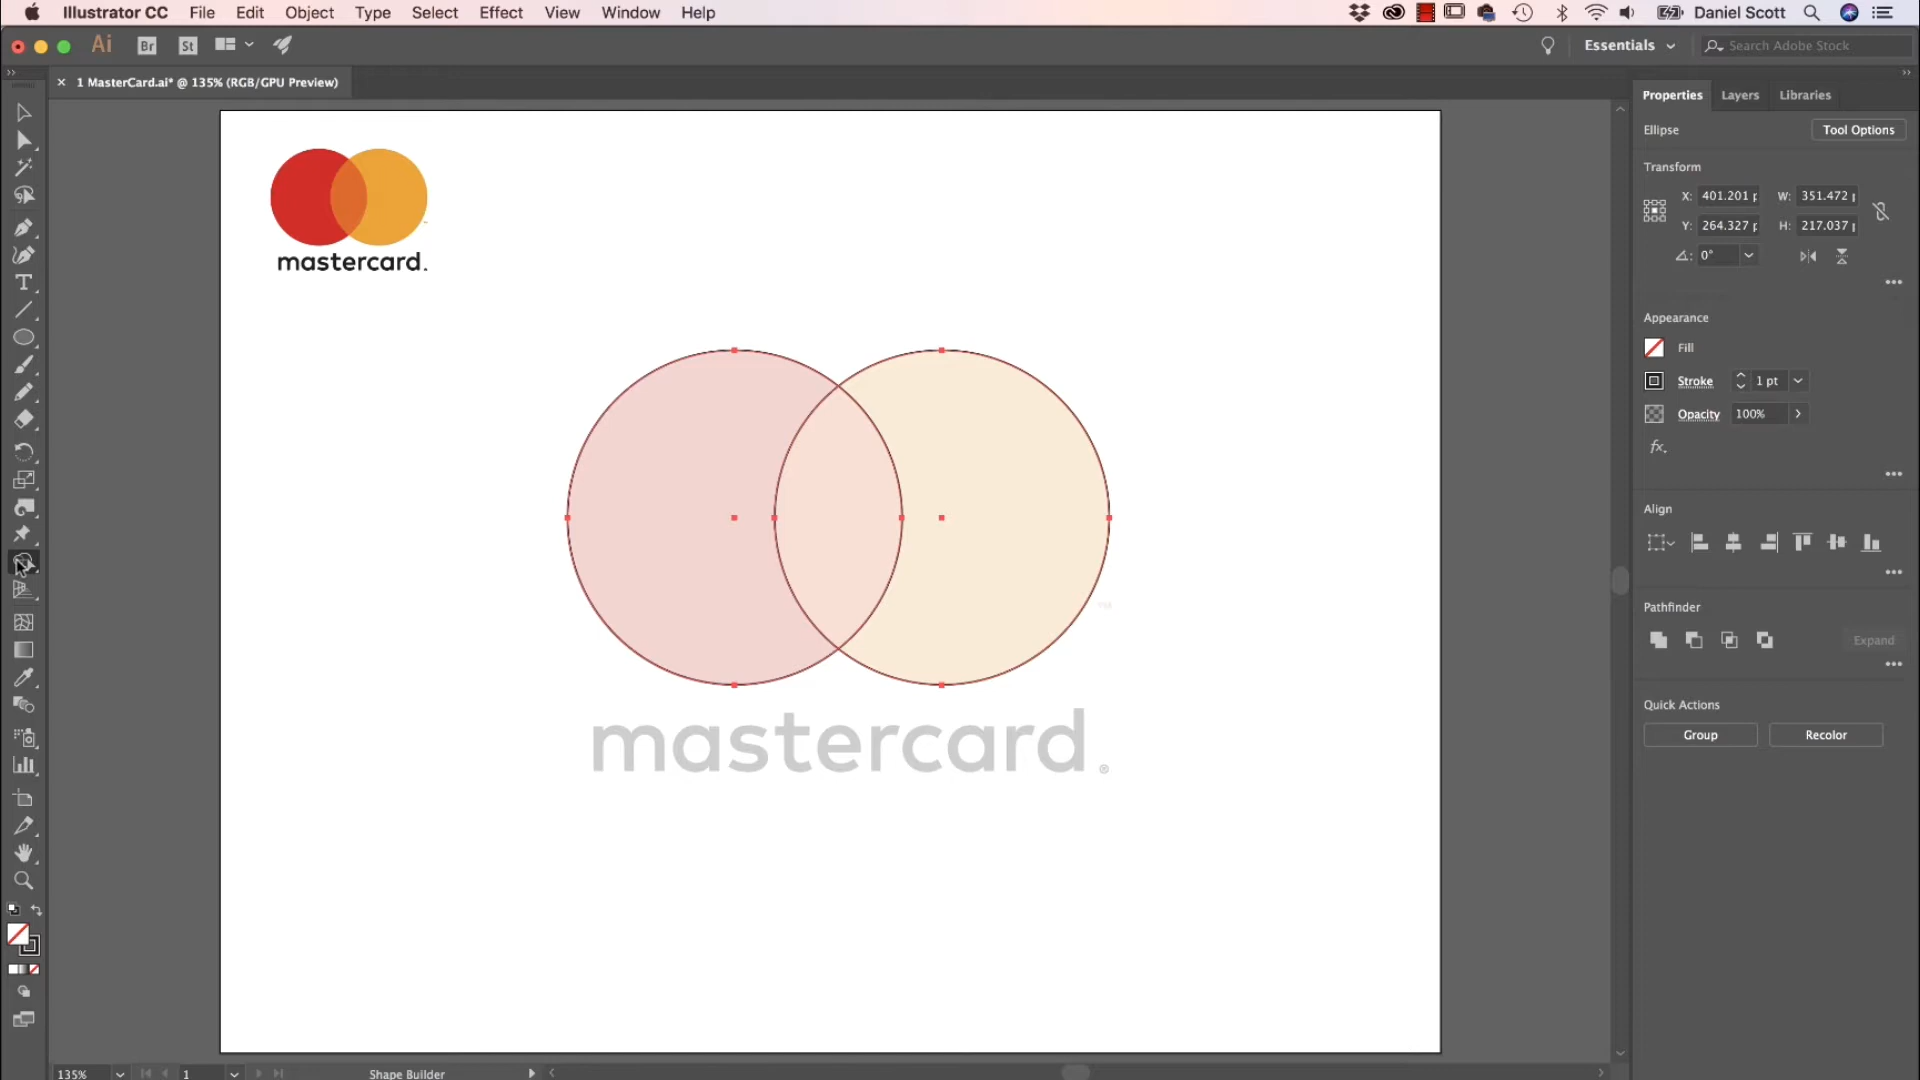 Illustrator CC File Edit Object Type Select Effect View Window Help Daniel Scott
Ai Br St Essentials Search Adobe Stock
1 MasterCard.ai* @ 135% (RGB/GPU Preview)
Properties Layers Libraries
Ellipse Tool Options
Transform
X: 401.201 p W: 351.472 p
Y: 264.327 p H: 217.037 p
0°
mastercard.
Appearance
Fill
Stroke 1 pt
Opacity 100%
fx.
Align
TM
Pathfinder
Expand
Quick Actions
Group Recolor
mastercard. ®
135% 1 Shape Builder